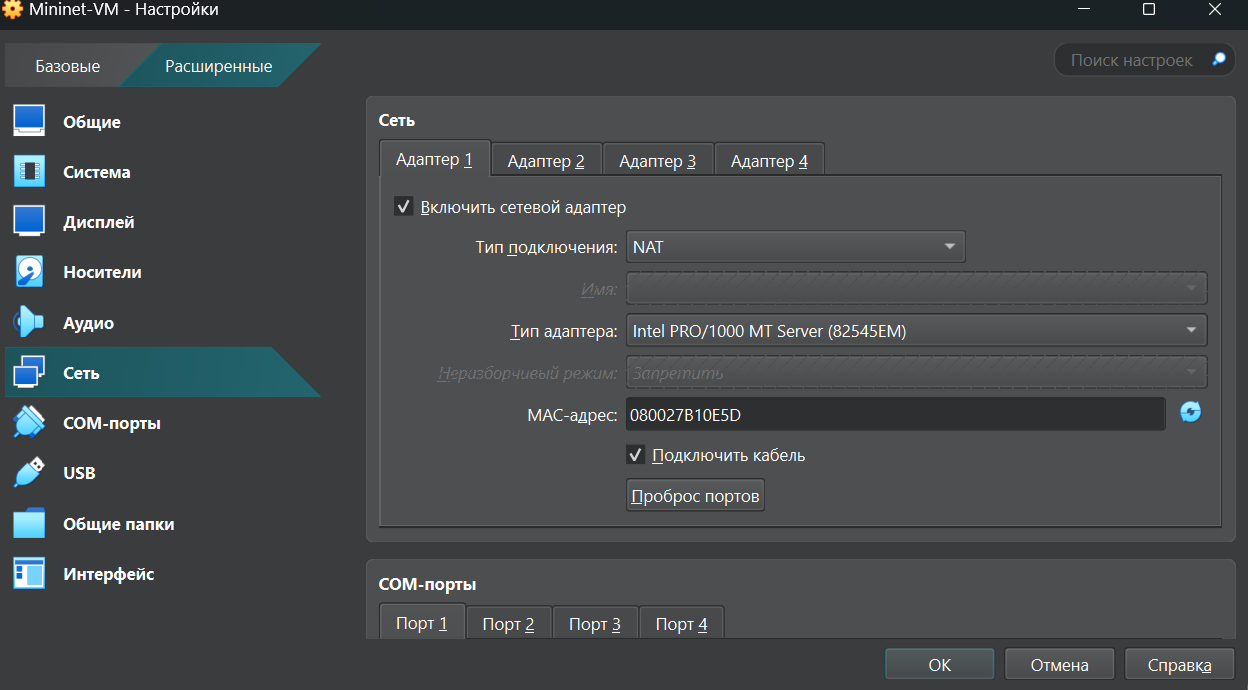 Mininet-VM - Настройки
Базовые
Расширенные
Поиск настроек
Общие
Система
Дисплей
Носители
Аудио
Сеть
COM-порты
USB
Общие папки
Интерфейс
Сеть
Адаптер 1 Адаптер 2 Адаптер 3 Адаптер 4
Включить сетевой адаптер
Тип подключения: NAT
Имя:
Тип адаптера: Intel PRO/1000 MT Server (82545EM)
Неразборчивый режим: Запретить
MAC-адрес: 080027B10E5D
Подключить кабель
Проброс портов
COM-порты
Порт 1 Порт 2 Порт 3 Порт 4
OK Отмена Справка